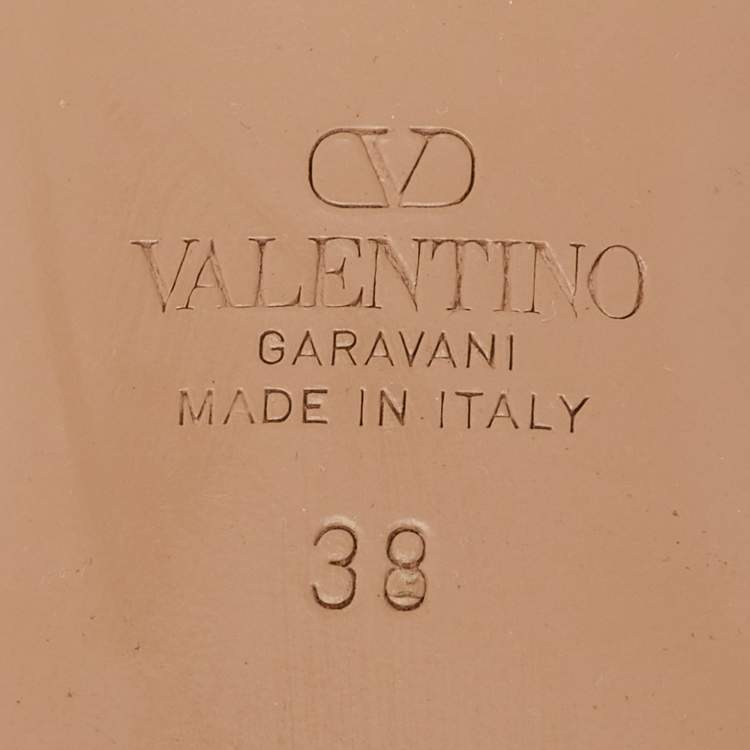 V
VALENTINO
GARAVANI
MADE IN ITALY
38